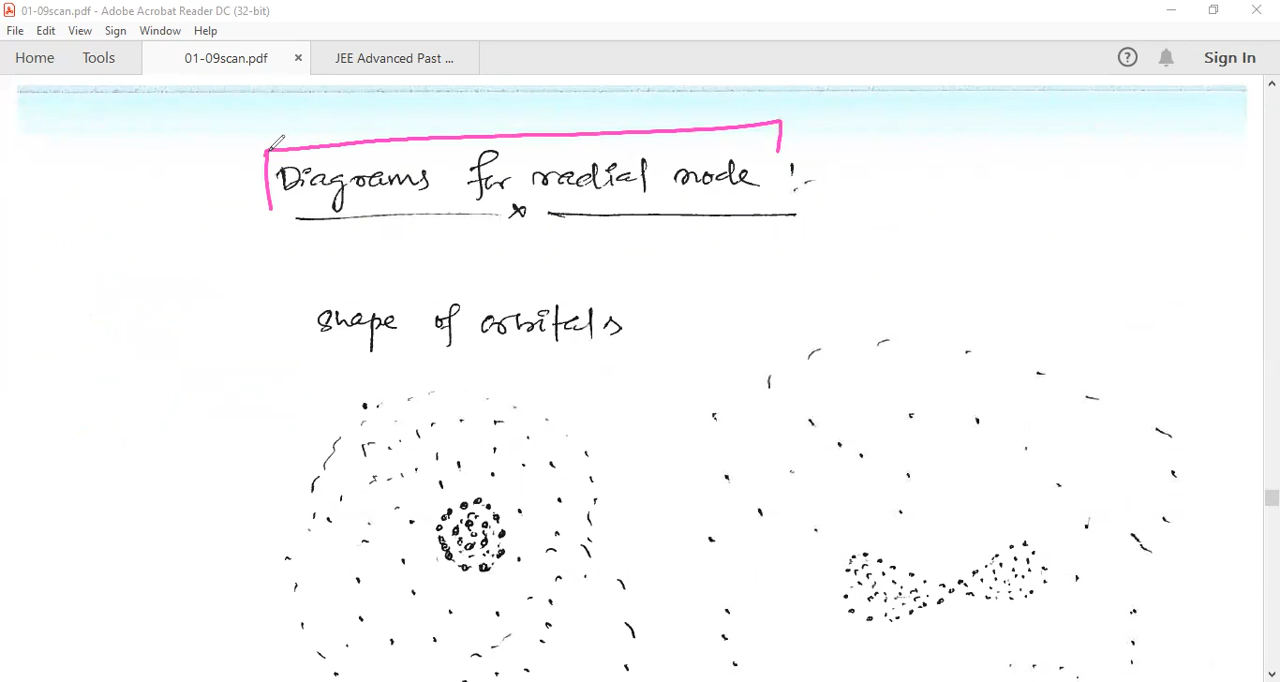 01-09scan.pdf - Adobe Acrobat Reader DC (32-bit)
File Edit View Sign Window Help
Home Tools 01-09scan.pdf × JEE Advanced Past ... Sign In
Diagrams for radial node :-
shape of orbitals